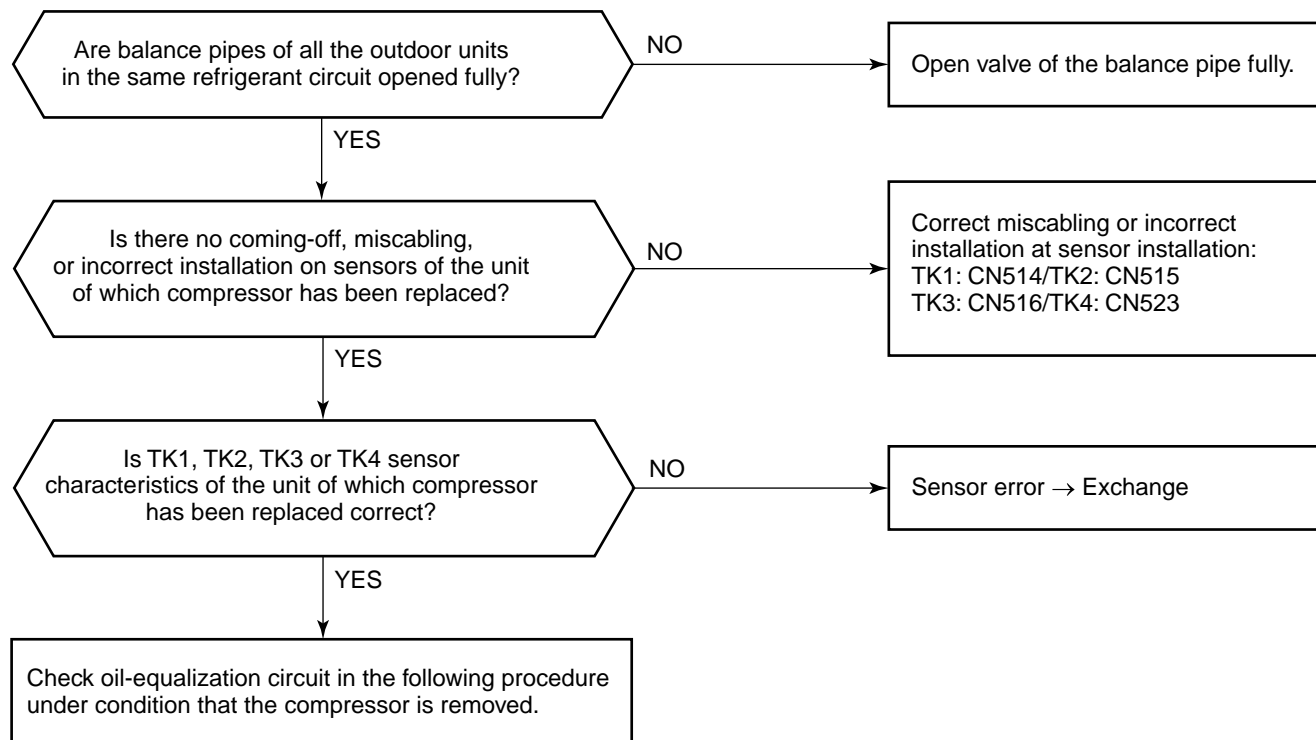 Are balance pipes of all the outdoor units
in the same refrigerant circuit opened fully?
NO
Open valve of the balance pipe fully.
YES
Is there no coming-off, miscabling,
or incorrect installation on sensors of the unit
of which compressor has been replaced?
NO
Correct miscabling or incorrect
installation at sensor installation:
TK1: CN514/TK2: CN515
TK3: CN516/TK4: CN523
YES
Is TK1, TK2, TK3 or TK4 sensor
characteristics of the unit of which compressor
has been replaced correct?
NO
Sensor error → Exchange
YES
Check oil-equalization circuit in the following procedure
under condition that the compressor is removed.